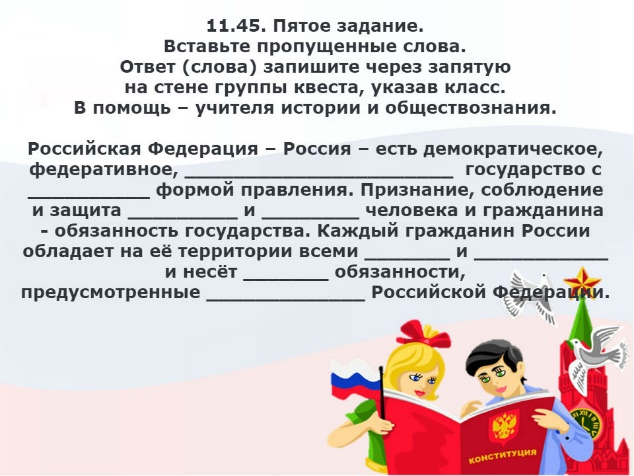 11.45. Пятое задание.
Вставьте пропущенные слова.
Ответ (слова) запишите через запятую
на стене группы квеста, указав класс.
В помощь – учителя истории и обществознания.
Российская Федерация – Россия – есть демократическое,
федеративное, _________________________ государство с
___________ формой правления. Признание, соблюдение
и защита __________ и _________ человека и гражданина
- обязанность государства. Каждый гражданин России
обладает на её территории всеми ________ и ____________
и несёт ________ обязанности,
предусмотренные _______________ Российской Федерации.
КОНСТИТУЦИЯ